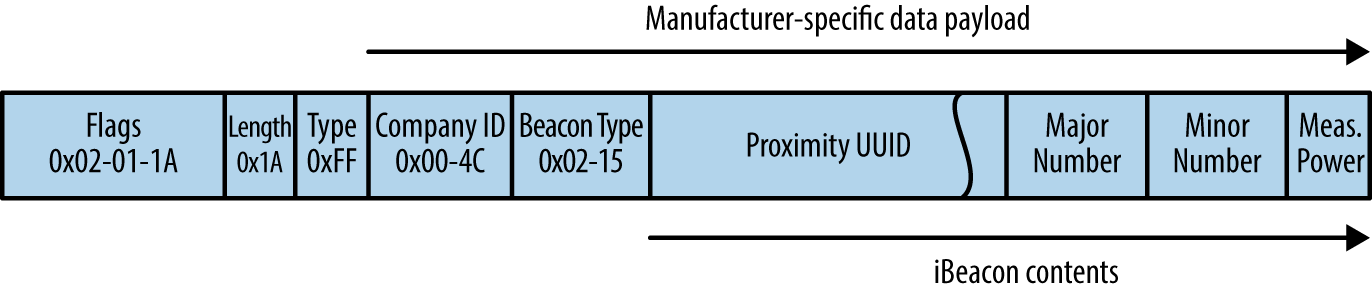 Manufacturer-specific data payload
Flags
0x02-01-1A
Length
0x1A
Type
0xFF
Company ID
0x00-4C
Beacon Type
0x02-15
Proximity UUID
Major
Number
Minor
Number
Meas.
Power
iBeacon contents